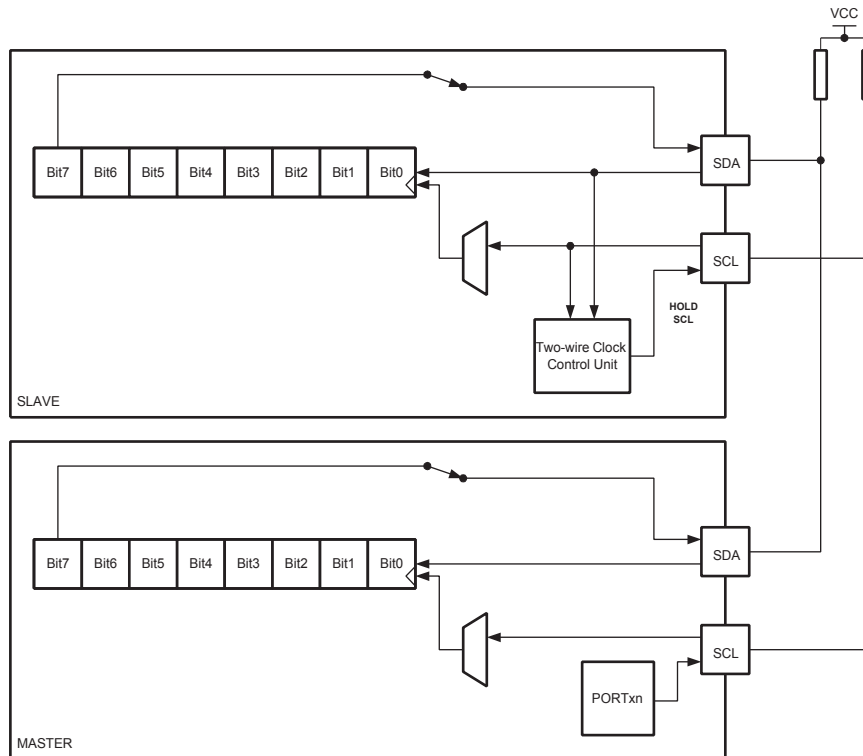 VCC
Bit7 Bit6 Bit5 Bit4 Bit3 Bit2 Bit1 Bit0
SDA
SCL
HOLD
SCL
Two-wire Clock
Control Unit
SLAVE
Bit7 Bit6 Bit5 Bit4 Bit3 Bit2 Bit1 Bit0
SDA
SCL
PORTxn
MASTER